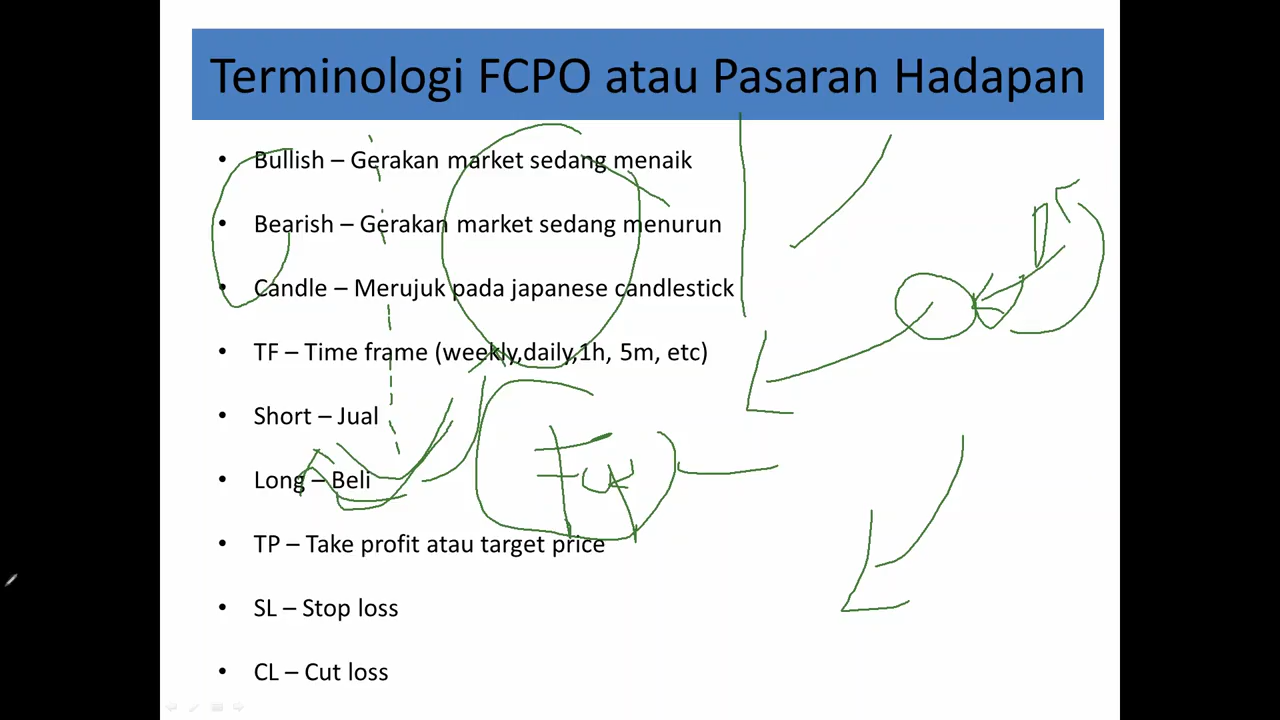 Terminologi FCPO atau Pasaran Hadapan
• Bullish – Gerakan market sedang menaik
• Bearish – Gerakan market sedang menurun
• Candle – Merujuk pada japanese candlestick
• TF – Time frame (weekly,daily,1h, 5m, etc)
• Short – Jual
• Long – Beli
• TP – Take profit atau target price
• SL – Stop loss
• CL – Cut loss